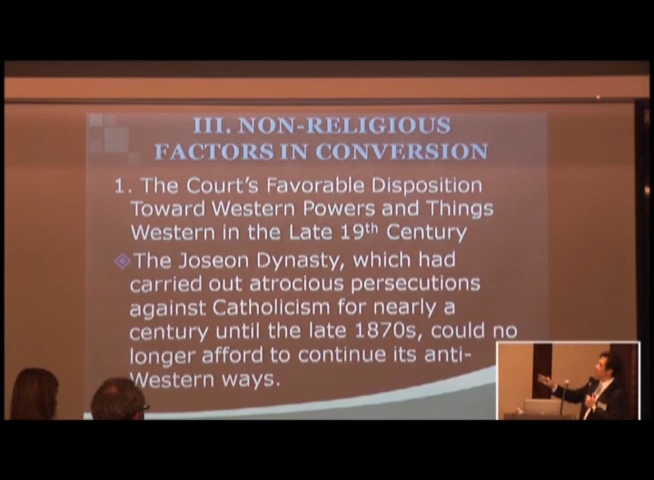 III. NON-RELIGIOUS
FACTORS IN CONVERSION
1. The Court's Favorable Disposition
Toward Western Powers and Things
Western in the Late 19th Century
The Joseon Dynasty, which had
carried out atrocious persecutions
against Catholicism for nearly a
century until the late 1870s, could no
longer afford to continue its anti-
Western ways.